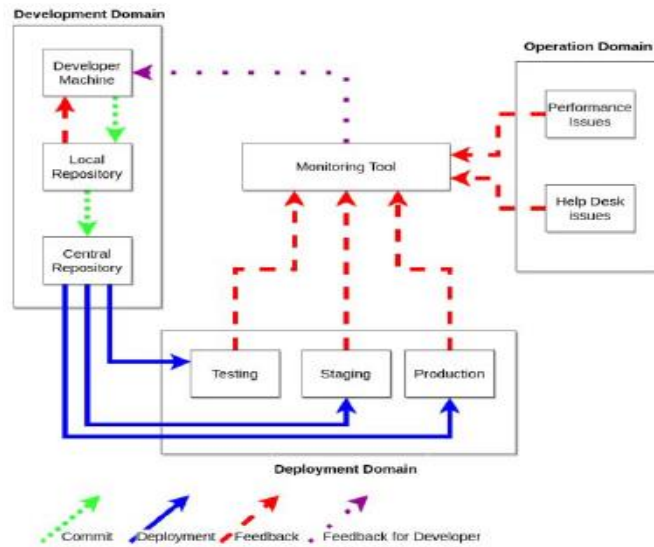 Development Domain
Developer
Machine
Local
Repository
Central
Repository
Monitoring Tool
Operation Domain
Performance
Issues
Help Desk
issues
Testing
Staging
Production
Deployment Domain
Commit
Deployment
Feedback
Feedback for Developer